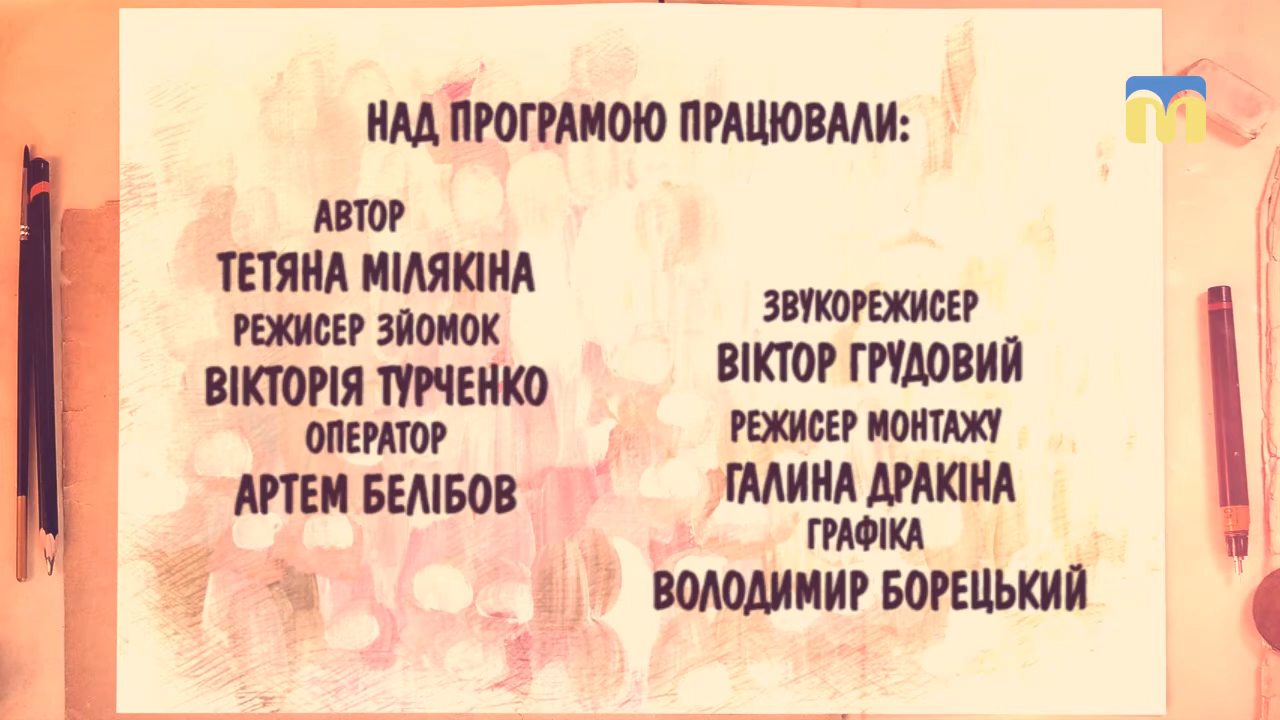 НАД ПРОГРАМОЮ ПРАЦЮВАЛИ:
АВТОР
ТЕТЯНА МІЛЯКІНА
РЕЖИСЕР ЗЙОМОК
ВІКТОРІЯ ТУРЧЕНКО
ОПЕРАТОР
АРТЕМ БЕЛІБОВ
ЗВУКОРЕЖИСЕР
ВІКТОР ГРУДОВИЙ
РЕЖИСЕР МОНТАЖУ
ГАЛИНА ДРАКІНА
ГРАФІКА
ВОЛОДИМИР БОРЕЦЬКИЙ